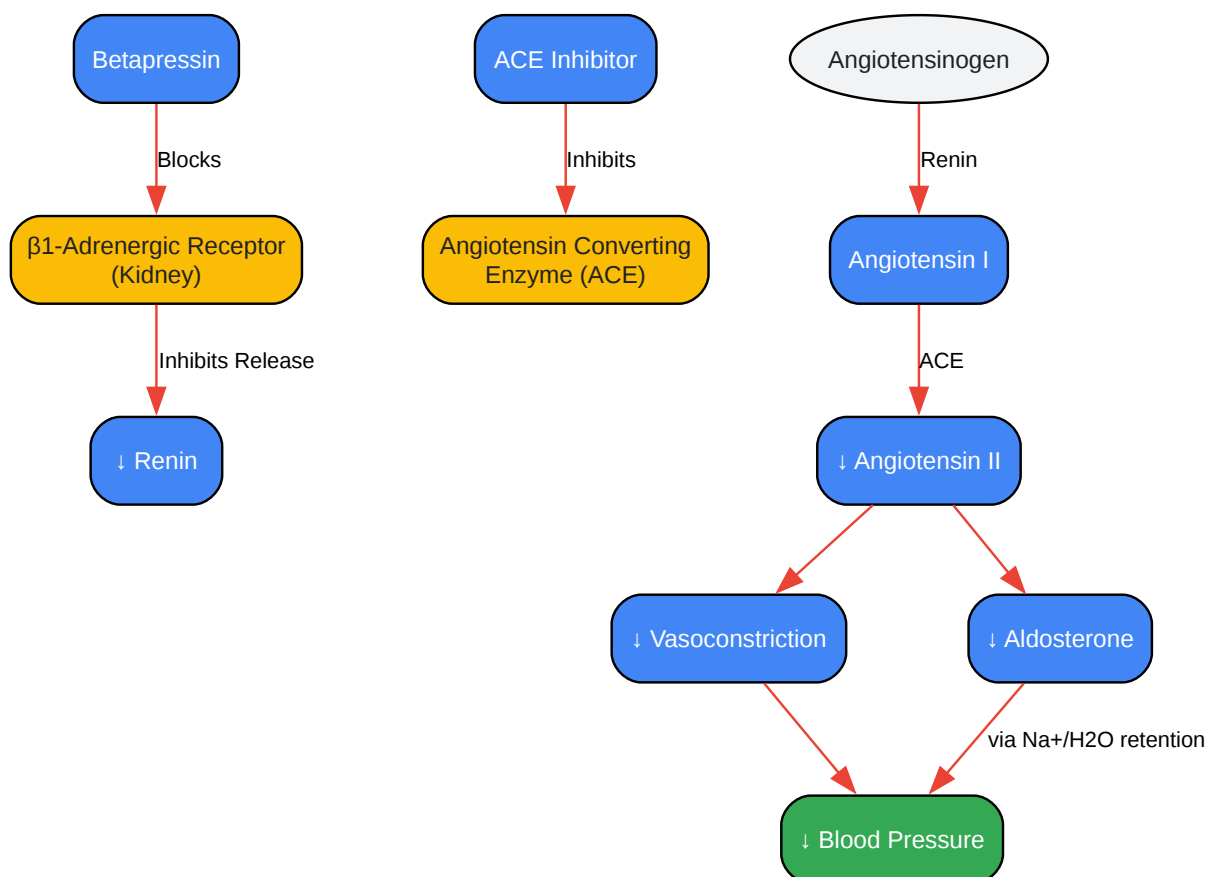 Betapressin
ACE Inhibitor
Angiotensinogen
Blocks
Inhibits
Renin
β1-Adrenergic Receptor
(Kidney)
Angiotensin Converting
Enzyme (ACE)
Angiotensin I
Inhibits Release
ACE
↓ Renin
↓ Angiotensin II
↓ Vasoconstriction
↓ Aldosterone
via Na+/H2O retention
↓ Blood Pressure